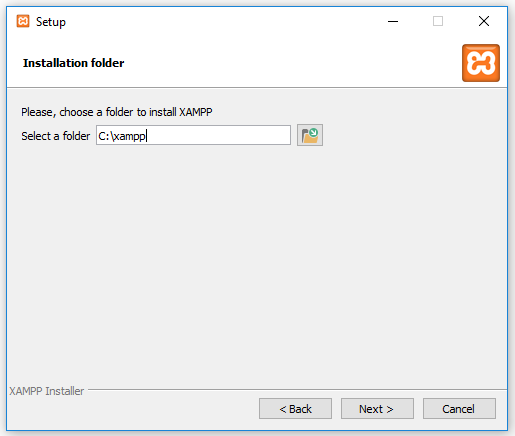 Setup
Installation folder
Please, choose a folder to install XAMPP
Select a folder C:\xampp
XAMPP Installer
< Back Next > Cancel